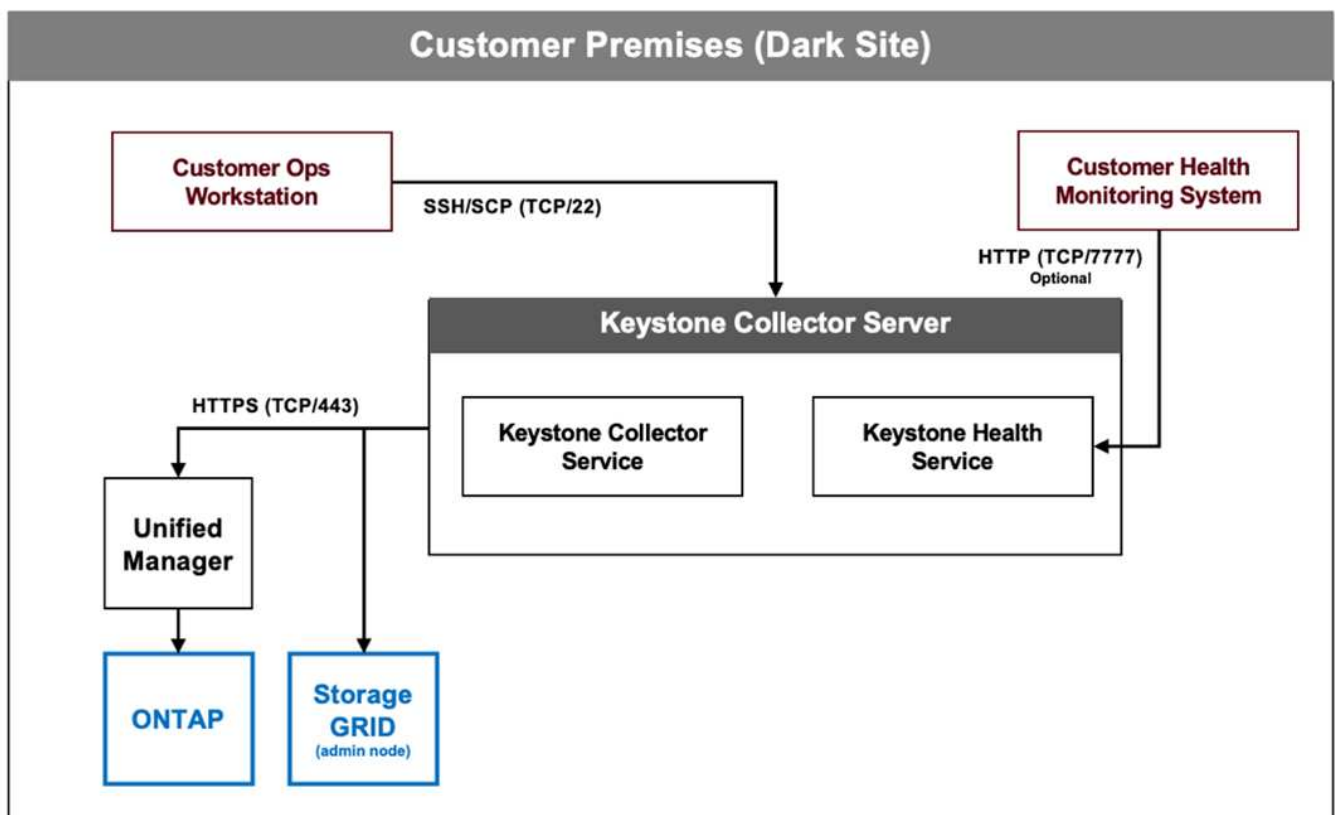 Customer Premises (Dark Site)
Customer Ops
Workstation
SSH/SCP (TCP/22)
Customer Health
Monitoring System
HTTP (TCP/7777)
Optional
Keystone Collector Server
Keystone Collector
Service
Keystone Health
Service
HTTPS (TCP/443)
Unified
Manager
ONTAP
Storage
GRID
(admin node)